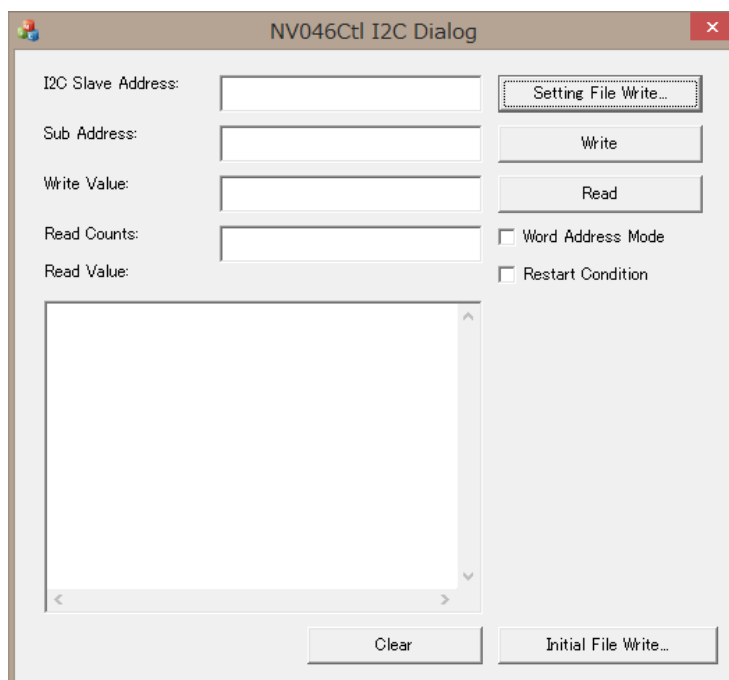 NV046Ctl I2C Dialog
I2C Slave Address:
Setting File Write...
Sub Address:
Write
Write Value:
Read
Read Counts:
Word Address Mode
Read Value:
Restart Condition
Clear
Initial File Write...